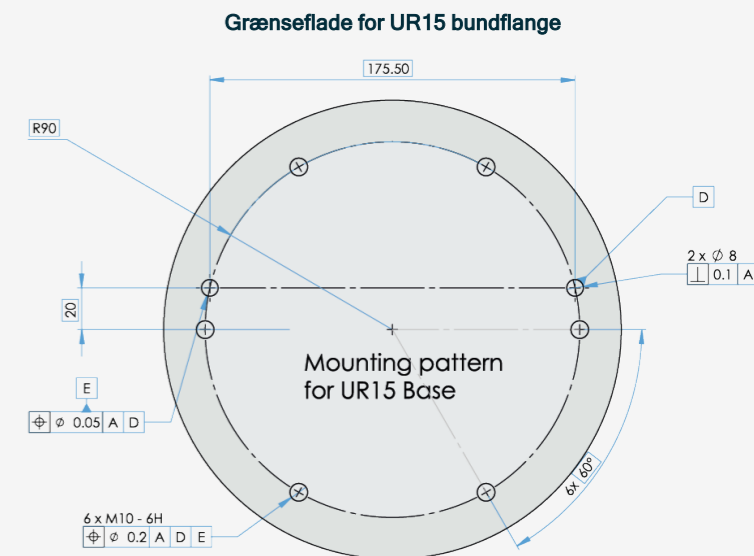 Grænseflade for UR15 bundflange
175.50
R90
D
2 x ⌀ 8
⟂ 0.1 A
20
Mounting pattern
for UR15 Base
E
⌖ ⌀ 0.05 A D
6x 60°
6 x M10 - 6H
⌖ ⌀ 0.2 A D E